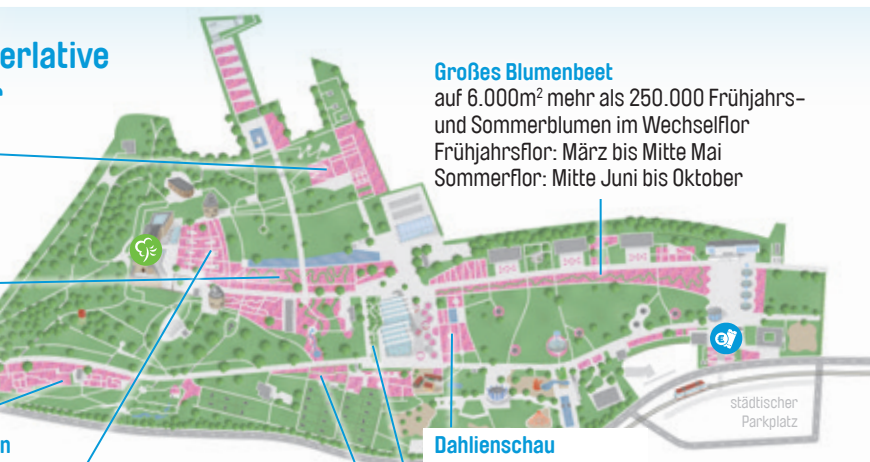 erlative
Großes Blumenbeet
auf 6.000m² mehr als 250.000 Frühjahrs-
und Sommerblumen im Wechselflor
Frühjahrsflor: März bis Mitte Mai
Sommerflor: Mitte Juni bis Oktober
€
städtischer
Parkplatz
n
Dahlienschau